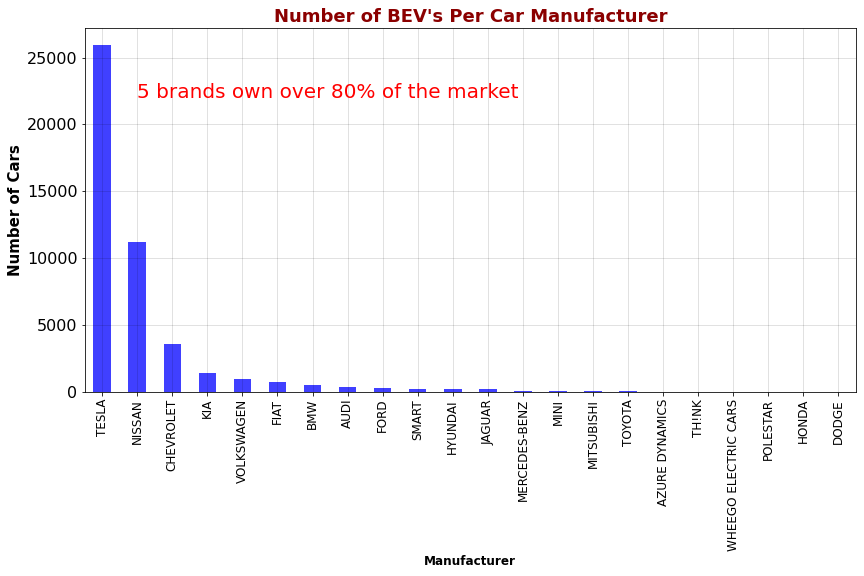 Number of BEV's Per Car Manufacturer
25000
20000
15000
10000
5000
0
Number of Cars
5 brands own over 80% of the market
TESLA
NISSAN
CHEVROLET
KIA
VOLKSWAGEN
FIAT
BMW
AUDI
FORD
SMART
HYUNDAI
JAGUAR
MERCEDES-BENZ
MINI
MITSUBISHI
TOYOTA
AZURE DYNAMICS
TH!NK
WHEEGO ELECTRIC CARS
POLESTAR
HONDA
DODGE
Manufacturer